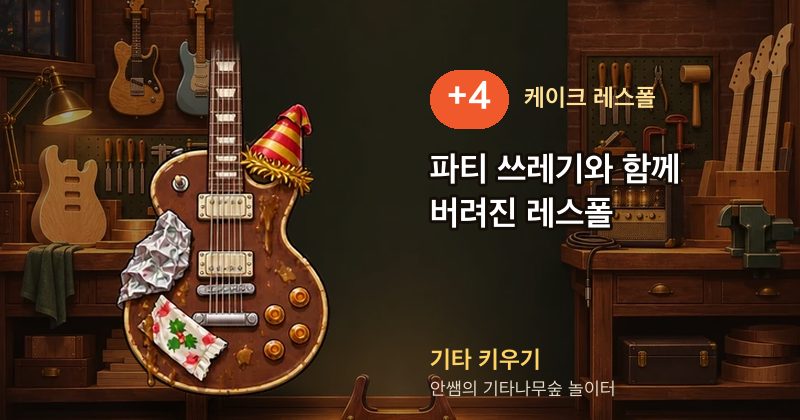 +4 케이크 레스폴
파티 쓰레기와 함께
버려진 레스폴
기타 키우기
안쌤의 기타나무숲 놀이터